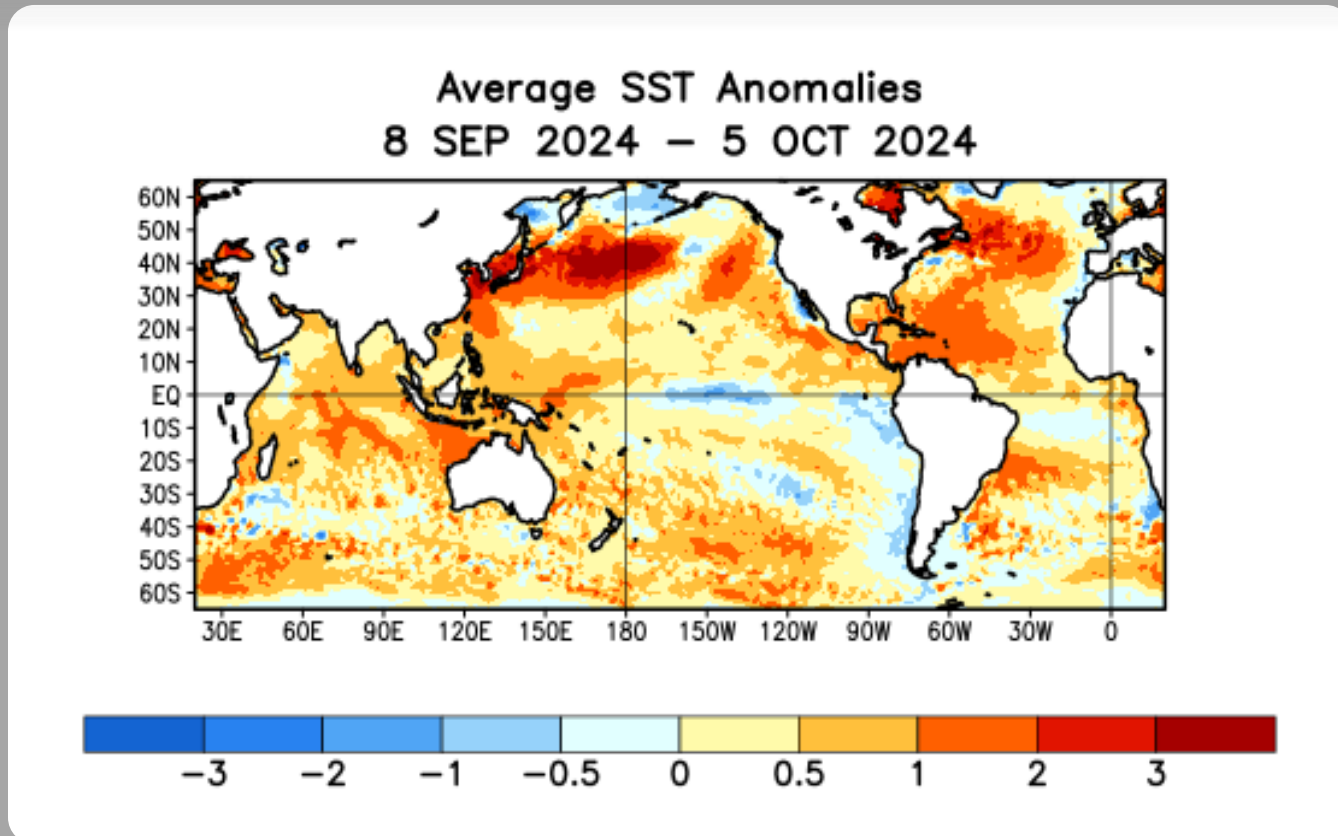 Average SST Anomalies
8 SEP 2024 – 5 OCT 2024
60N
50N
40N
30N
20N
10N
EQ
10S
20S
30S
40S
50S
60S
30E 60E 90E 120E 150E 180 150W 120W 90W 60W 30W 0
−3 −2 −1 −0.5 0 0.5 1 2 3